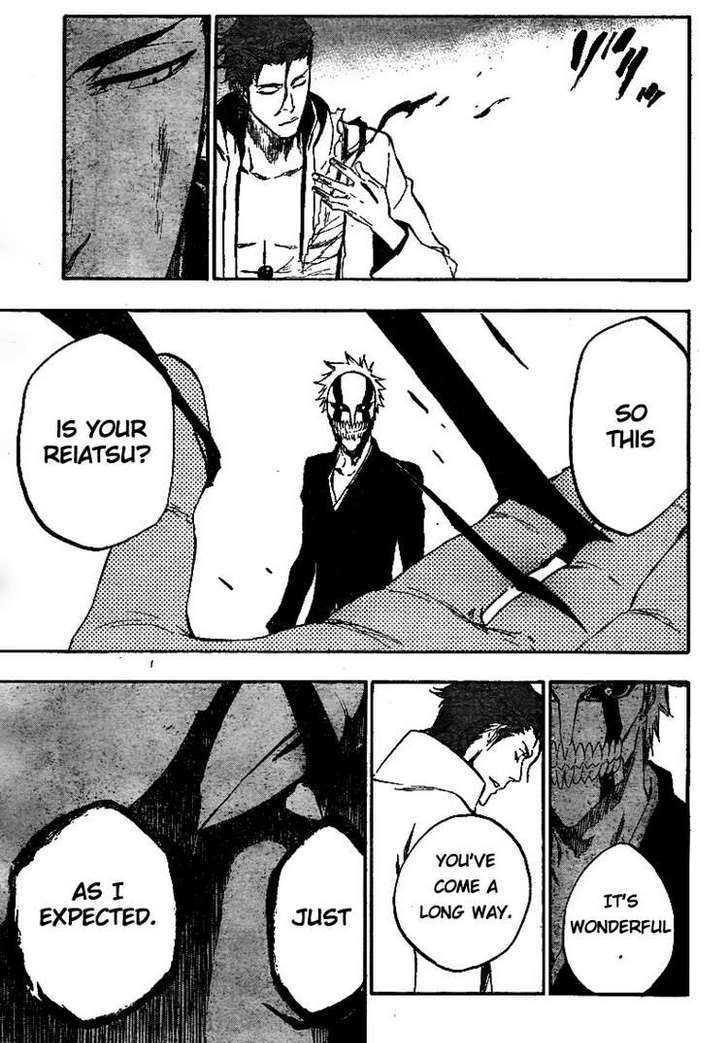 SO
THIS
IS YOUR
REIATSU?
IT'S
WONDERFUL
.
YOU'VE
COME A
LONG WAY.
JUST
AS I
EXPECTED.